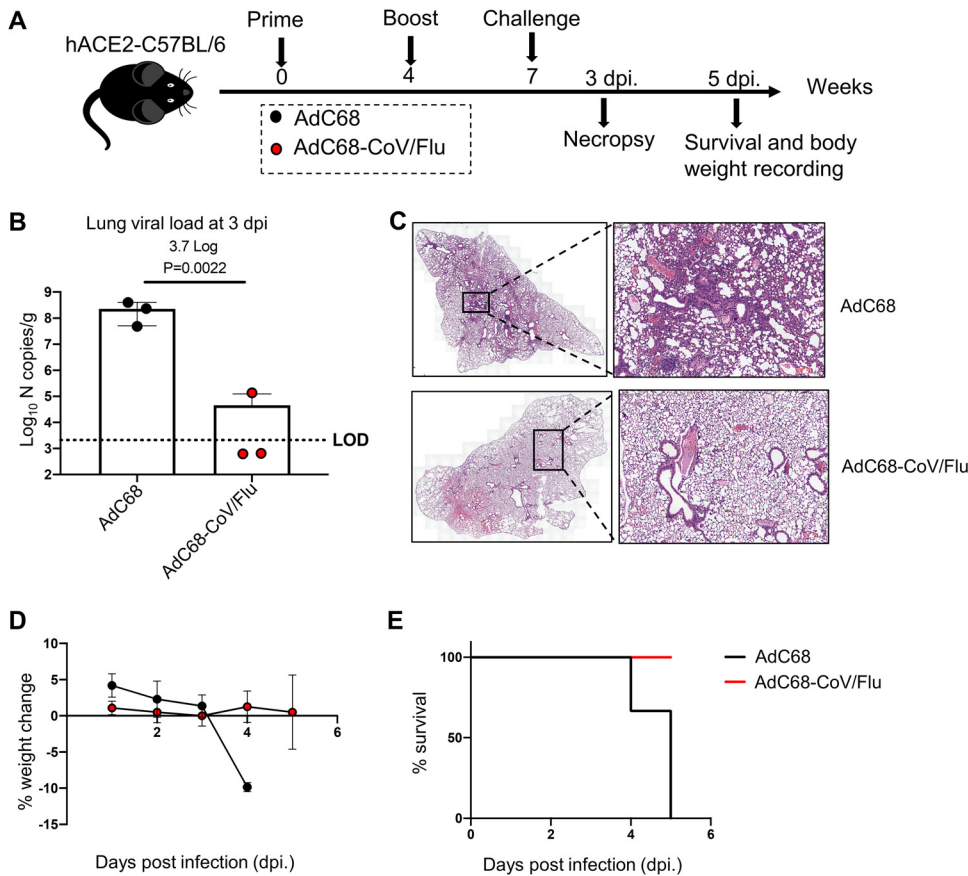 A
hACE2-C57BL/6
Prime
Boost
Challenge
0
4
7
3 dpi.
5 dpi.
Weeks
AdC68
AdC68-CoV/Flu
Necropsy
Survival and body
weight recording
B
Lung viral load at 3 dpi
3.7 Log
P=0.0022
Log10 N copies/g
9
8
7
6
5
4
3
2
LOD
AdC68
AdC68-CoV/Flu
C
AdC68
AdC68-CoV/Flu
D
% weight change
10
5
0
-5
-10
-15
2
4
6
Days post infection (dpi.)
E
% survival
100
50
0
0
2
4
6
Days post infection (dpi.)
AdC68
AdC68-CoV/Flu